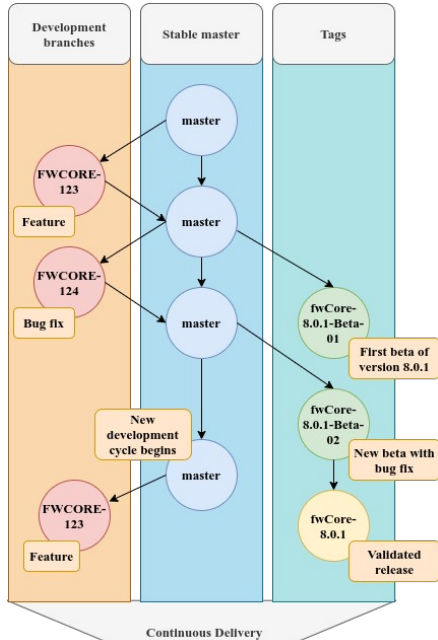 Development
branches
Stable master
Tags
master
FWCORE-
123
Feature
master
FWCORE-
124
Bug fix
master
fwCore-
8.0.1-Beta-
01
First beta of
version 8.0.1
fwCore-
8.0.1-Beta-
02
New beta with
bug fix
New
development
cycle begins
master
FWCORE-
123
Feature
fwCore-
8.0.1
Validated
release
Continuous Delivery